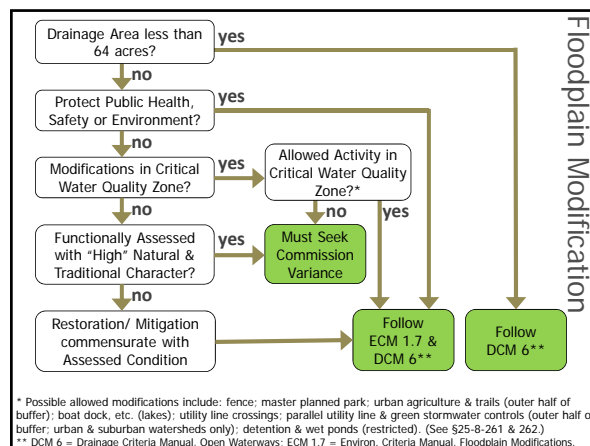 Floodplain Modification
Drainage Area less than
64 acres?
yes
no
Protect Public Health,
Safety or Environment?
yes
no
Modifications in Critical
Water Quality Zone?
yes
Allowed Activity in
Critical Water Quality
Zone?*
no
no
yes
Functionally Assessed
with “High” Natural &
Traditional Character?
yes
Must Seek
Commission
Variance
no
Restoration/ Mitigation
commensurate with
Assessed Condition
Follow
ECM 1.7 &
DCM 6**
Follow
DCM 6**
* Possible allowed modifications include: fence; master planned park; urban agriculture & trails (outer half of
buffer); boat dock, etc. (lakes); utility line crossings; parallel utility line & green stormwater controls (outer half of
buffer; urban & suburban watersheds only); detention & wet ponds (restricted). (See §25-8-261 & 262.)
** DCM 6 = Drainage Criteria Manual, Open Waterways; ECM 1.7 = Environ. Criteria Manual, Floodplain Modifications.